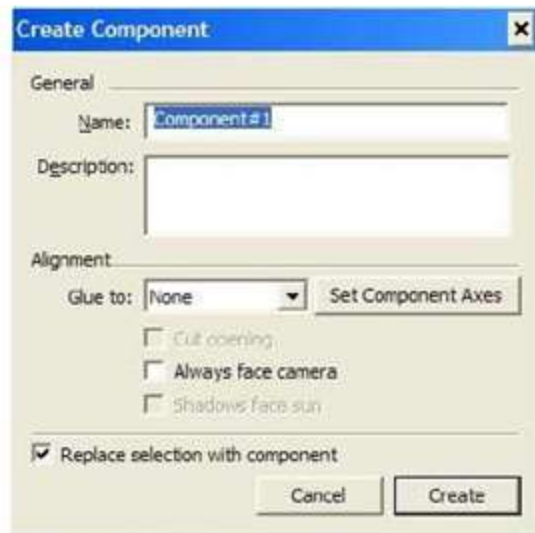 Create Component
General
Name: Component#1
Description:
Alignment
Glue to: None Set Component Axes
Cut opening
Always face camera
Shadows face sun
Replace selection with component
Cancel Create